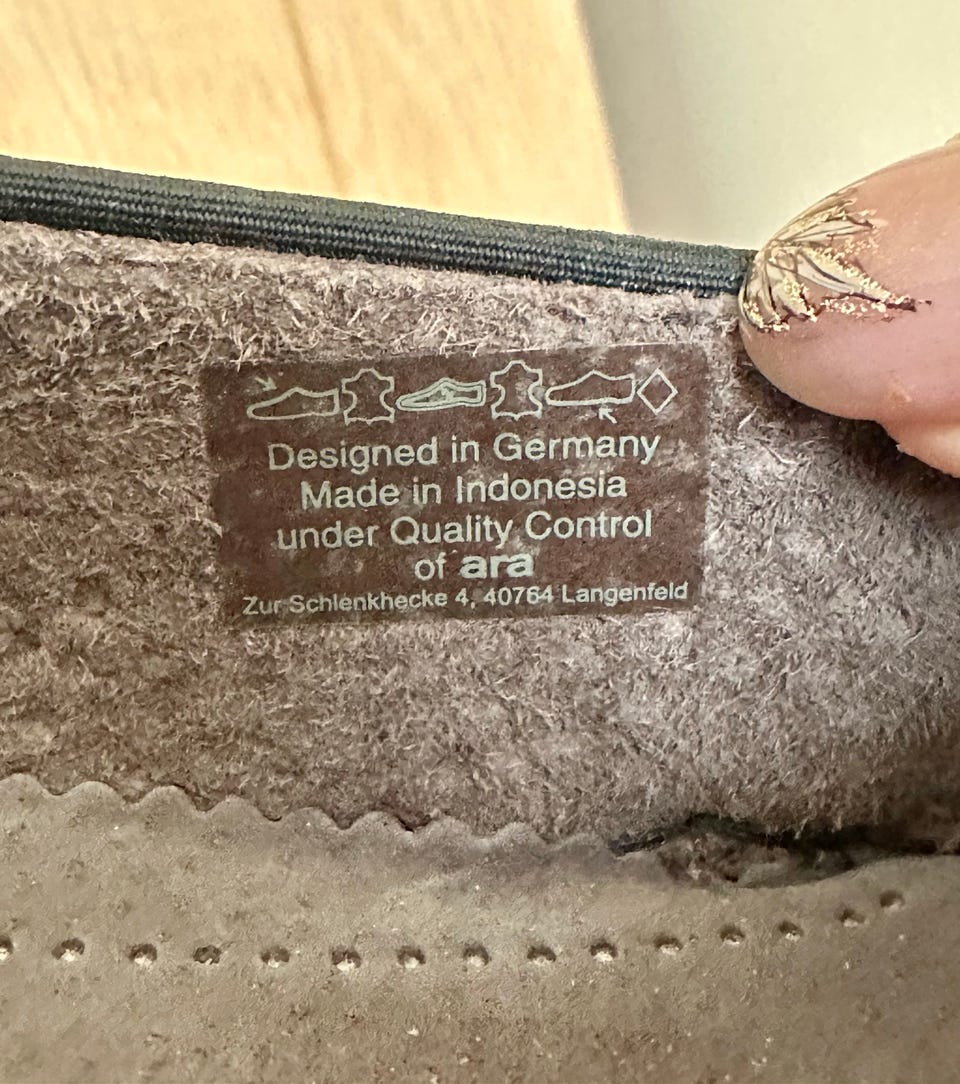 Designed in Germany
Made in Indonesia
under Quality Control
of ara
Zur Schlenkhecke 4, 40764 Langenfeld